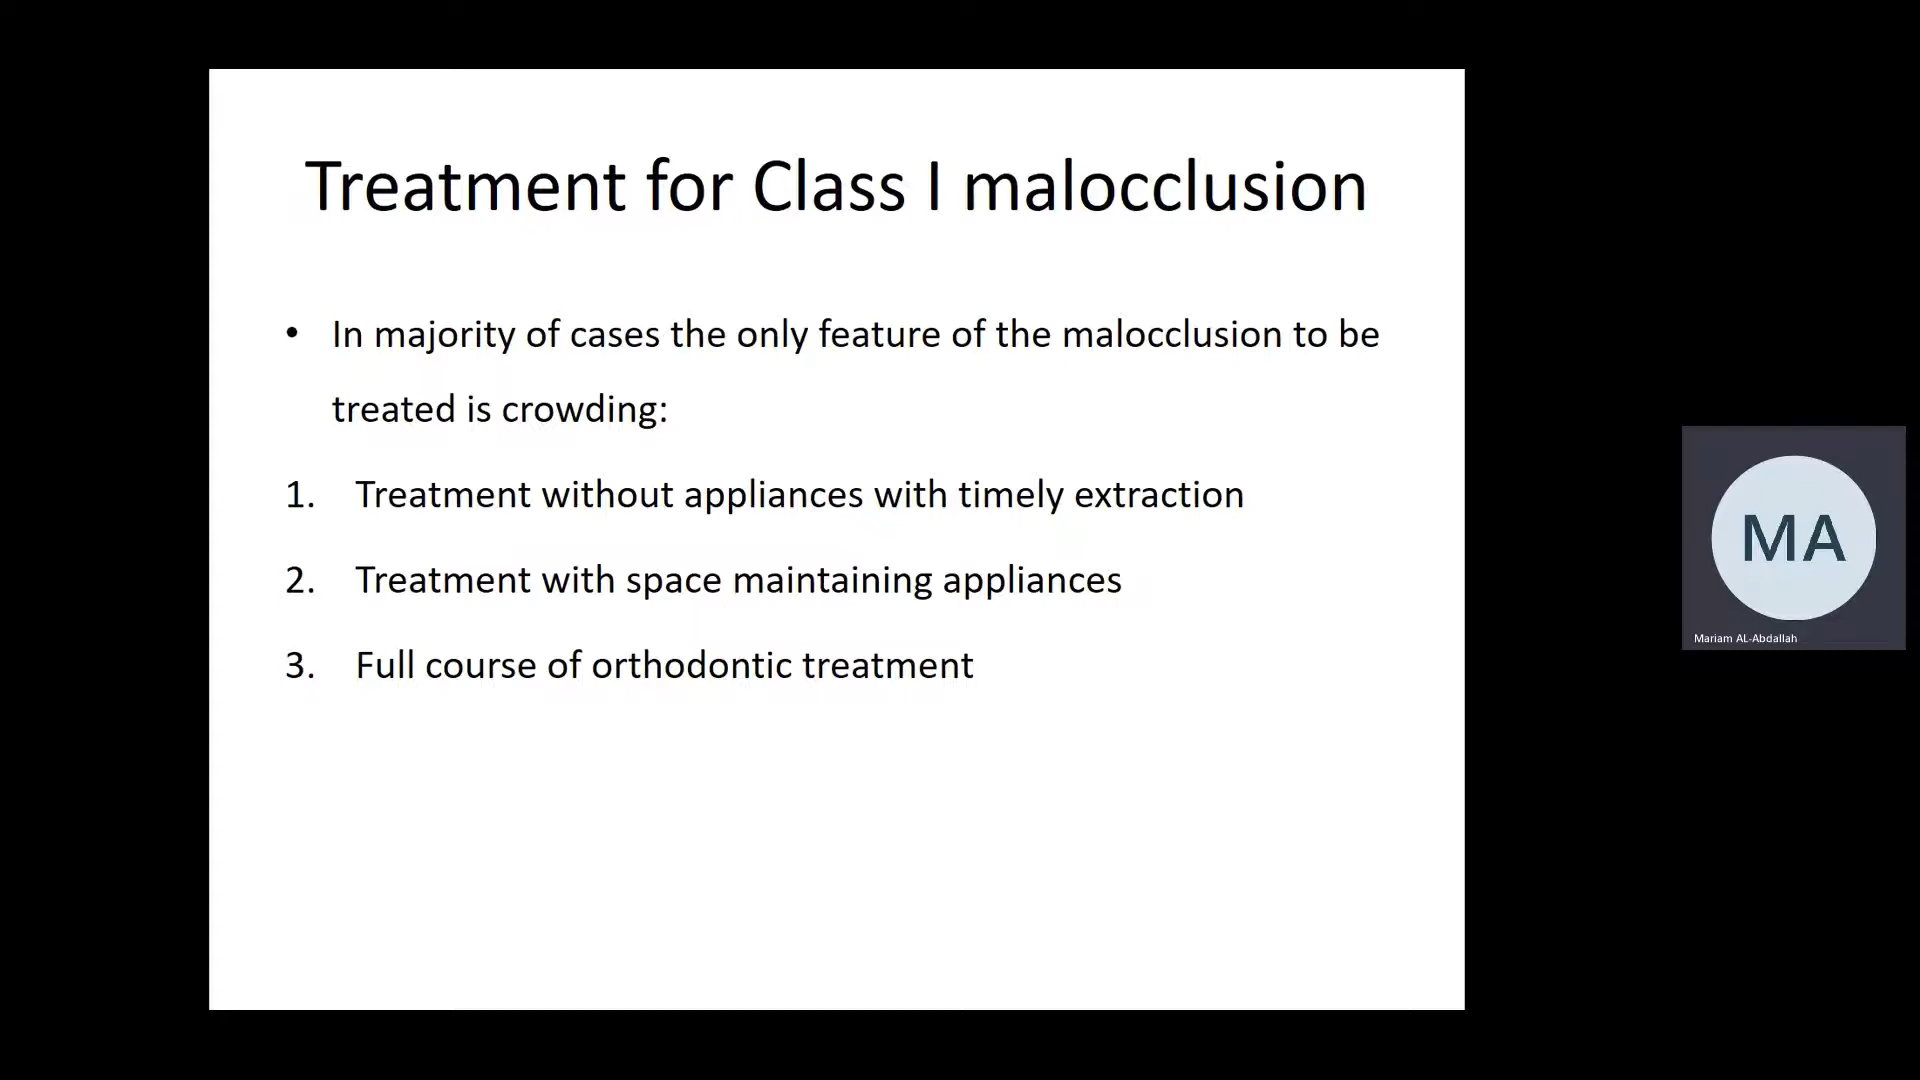 Treatment for Class I malocclusion
• In majority of cases the only feature of the malocclusion to be
treated is crowding:
1. Treatment without appliances with timely extraction
2. Treatment with space maintaining appliances
3. Full course of orthodontic treatment
MA
Mariam AL-Abdallah